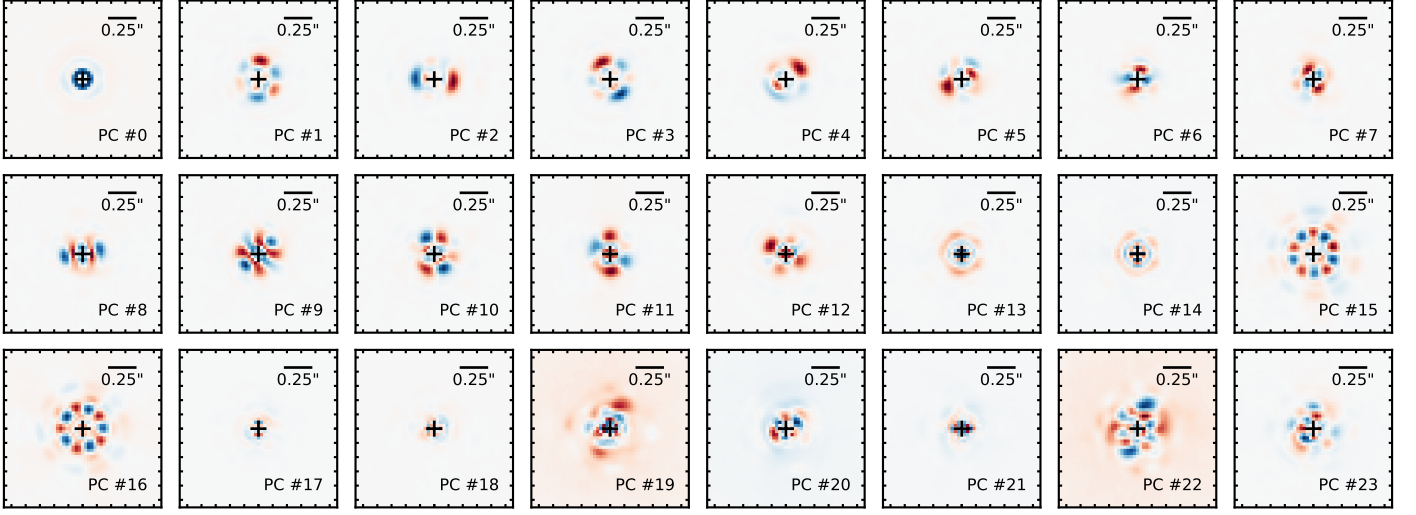 0.25" 0.25" 0.25" 0.25" 0.25" 0.25" 0.25" 0.25"
PC #0 PC #1 PC #2 PC #3 PC #4 PC #5 PC #6 PC #7
0.25" 0.25" 0.25" 0.25" 0.25" 0.25" 0.25" 0.25"
PC #8 PC #9 PC #10 PC #11 PC #12 PC #13 PC #14 PC #15
0.25" 0.25" 0.25" 0.25" 0.25" 0.25" 0.25" 0.25"
PC #16 PC #17 PC #18 PC #19 PC #20 PC #21 PC #22 PC #23